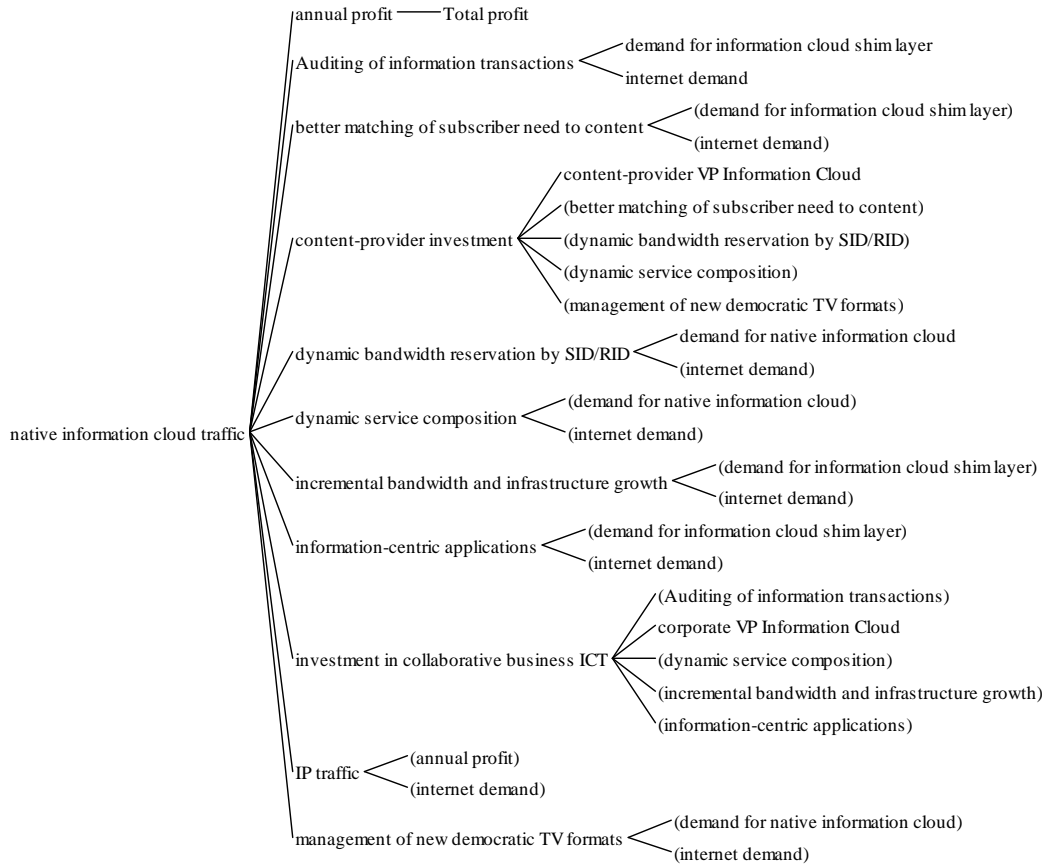 annual profit Total profit
demand for information cloud shim layer
Auditing of information transactions
internet demand
(demand for information cloud shim layer)
better matching of subscriber need to content
(internet demand)
content-provider VP Information Cloud
(better matching of subscriber need to content)
content-provider investment (dynamic bandwidth reservation by SID/RID)
(dynamic service composition)
(management of new democratic TV formats)
demand for native information cloud
dynamic bandwidth reservation by SID/RID
(internet demand)
(demand for native information cloud)
dynamic service composition
native information cloud traffic (internet demand)
(demand for information cloud shim layer)
incremental bandwidth and infrastructure growth
(internet demand)
(demand for information cloud shim layer)
information-centric applications
(internet demand)
(Auditing of information transactions)
corporate VP Information Cloud
investment in collaborative business ICT (dynamic service composition)
(incremental bandwidth and infrastructure growth)
(information-centric applications)
(annual profit)
IP traffic
(internet demand)
(demand for native information cloud)
management of new democratic TV formats
(internet demand)